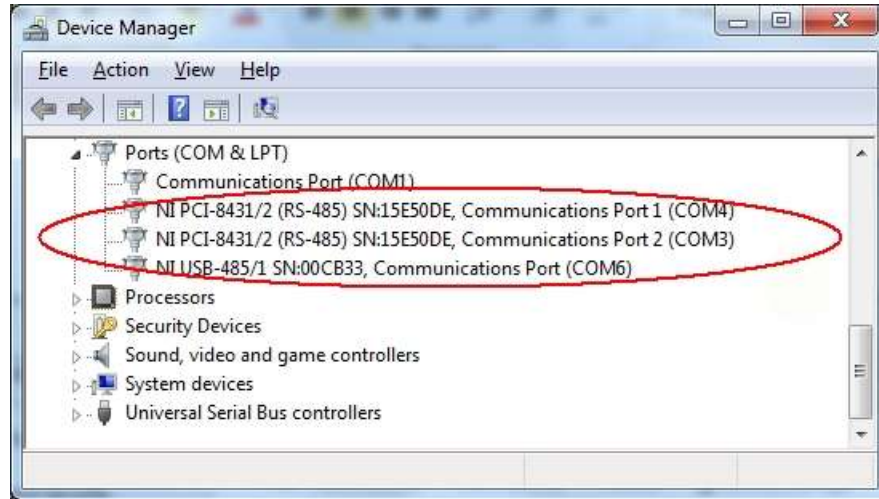 Device Manager
File Action View Help
Ports (COM & LPT)
Communications Port (COM1)
NI PCI-8431/2 (RS-485) SN:15E50DE, Communications Port 1 (COM4)
NI PCI-8431/2 (RS-485) SN:15E50DE, Communications Port 2 (COM3)
NI USB-485/1 SN:00CB33, Communications Port (COM6)
Processors
Security Devices
Sound, video and game controllers
System devices
Universal Serial Bus controllers